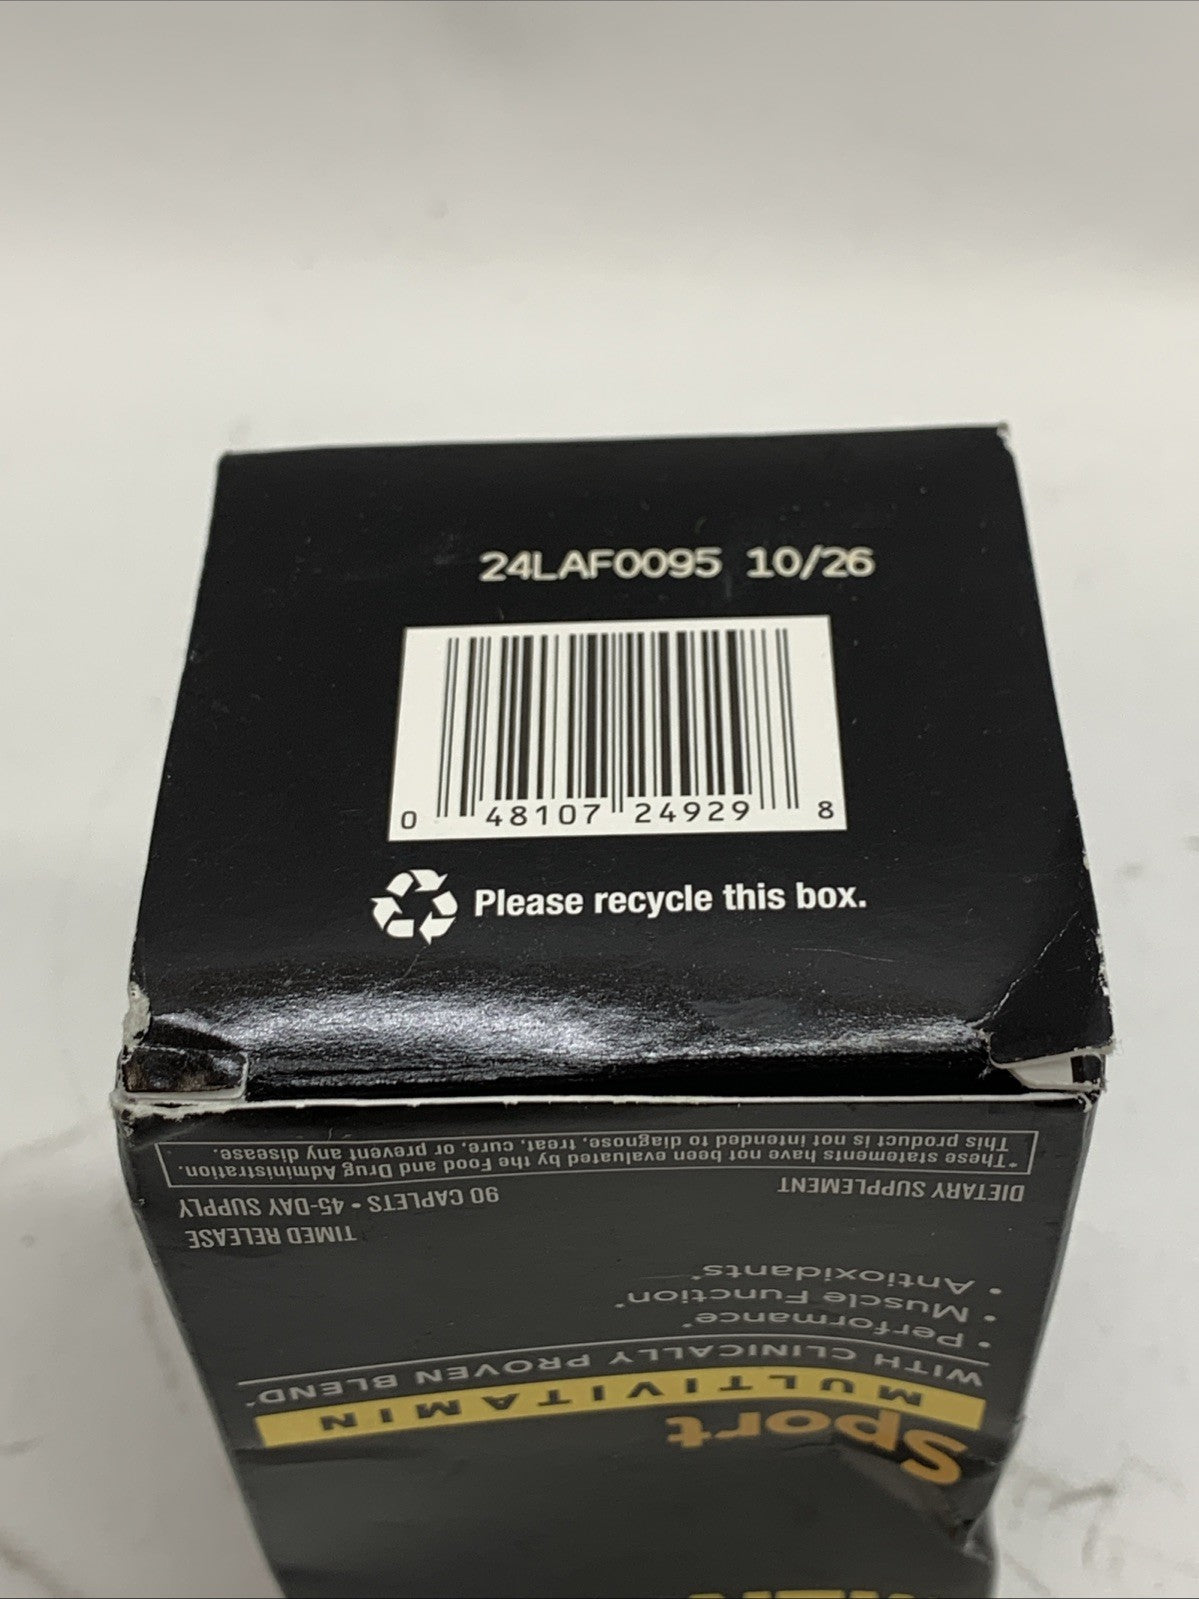 24LAF0095 10/26
0 48107 24929 8
Please recycle this box.
Sport
MULTIVITAMIN
WITH CLINICALLY PROVEN BLEND*
• Performance*
• Muscle Function*
• Antioxidants*
TIMED RELEASE
DIETARY SUPPLEMENT 90 CAPLETS • 45-DAY SUPPLY
*These statements have not been evaluated by the Food and Drug Administration.
This product is not intended to diagnose, treat, cure, or prevent any disease.